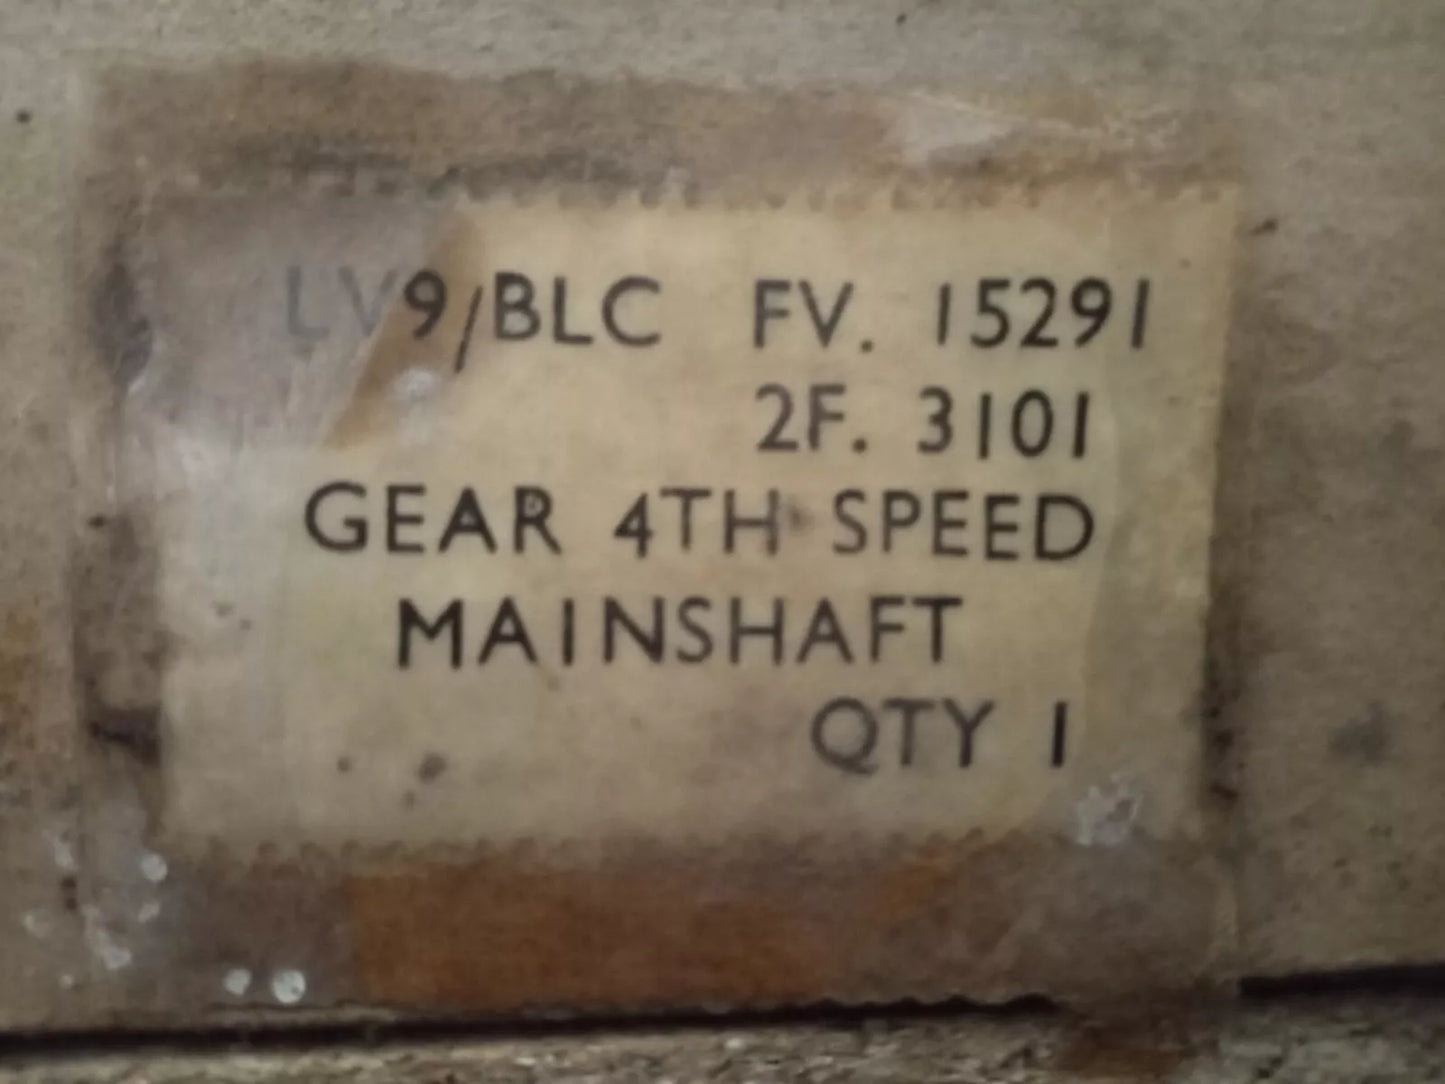 LV9/BLC FV. 15291
2F. 3101
GEAR 4TH SPEED
MAINSHAFT
QTY 1